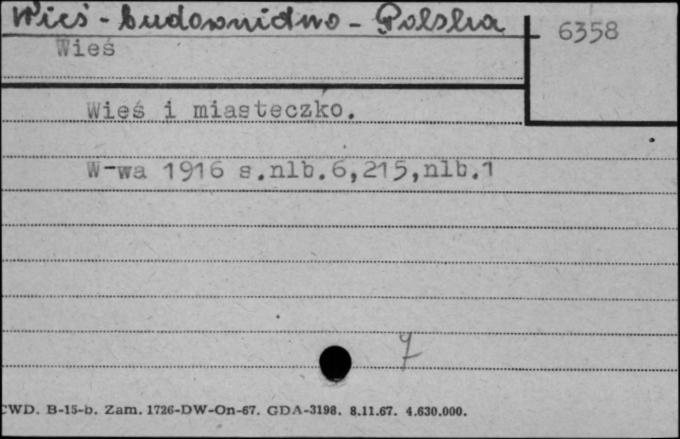 Wieś - budownictwo - Polska
6358
Wieś
Wieś i miasteczko.
W-wa 1916 s.nlb.6,215,nlb.1
7
CWD. B-15-b. Zam. 1726-DW-On-67. GDA-3198. 8.11.67. 4.630.000.